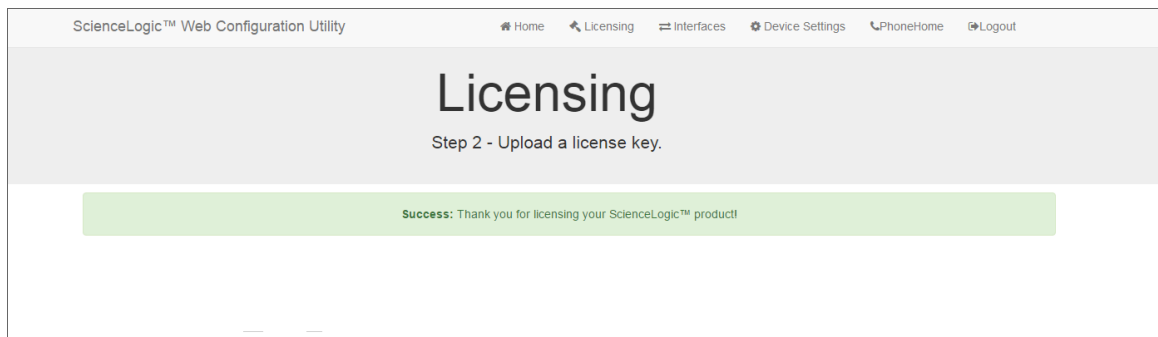 ScienceLogic™ Web Configuration Utility Home Licensing Interfaces Device Settings PhoneHome Logout
Licensing
Step 2 - Upload a license key.
Success: Thank you for licensing your ScienceLogic™ product!